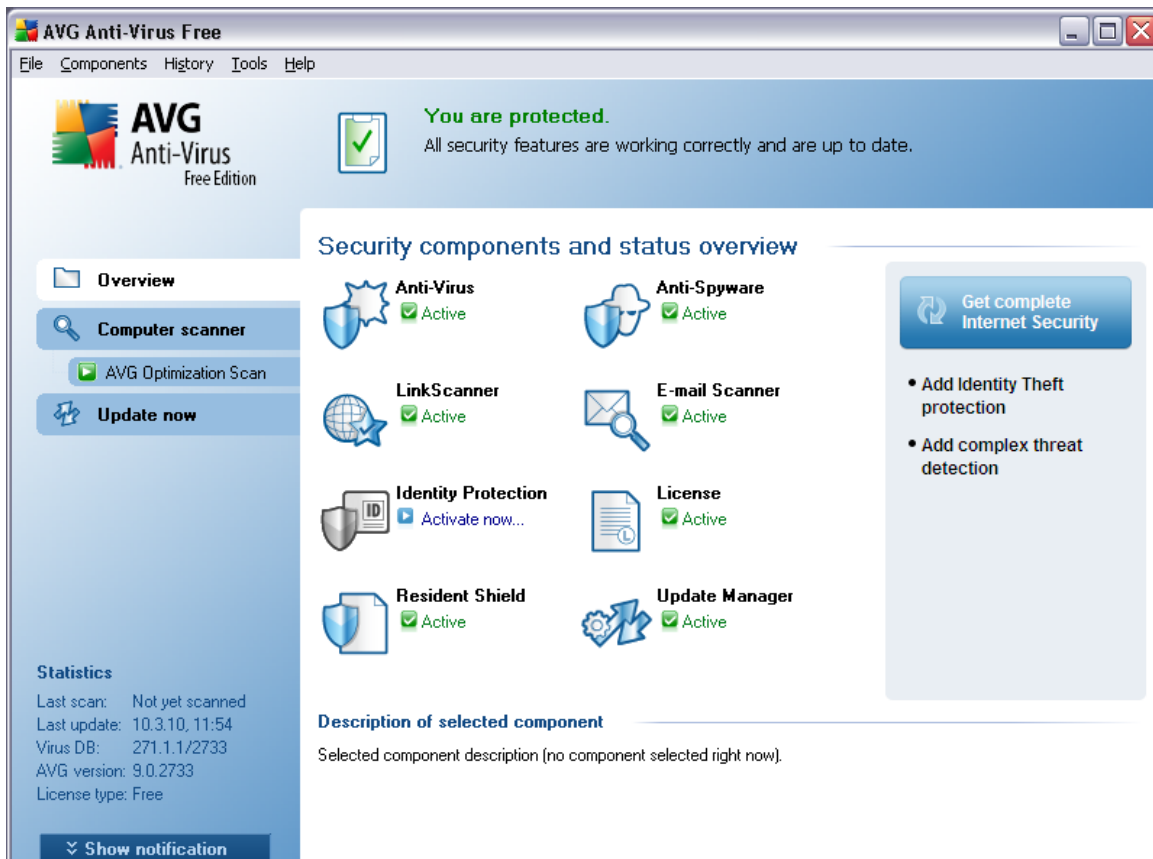 AVG Anti-Virus Free
File Components History Tools Help
AVG
Anti-Virus
Free Edition
You are protected.
All security features are working correctly and are up to date.
Overview
Computer scanner
AVG Optimization Scan
Update now
Security components and status overview
Anti-Virus
Active
Anti-Spyware
Active
LinkScanner
Active
E-mail Scanner
Active
ID
Identity Protection
Activate now...
L
License
Active
Resident Shield
Active
Update Manager
Active
Get complete
Internet Security
• Add Identity Theft
protection
• Add complex threat
detection
Statistics
Last scan: Not yet scanned
Last update: 10.3.10, 11:54
Virus DB: 271.1.1/2733
AVG version: 9.0.2733
License type: Free
Show notification
Description of selected component
Selected component description (no component selected right now).